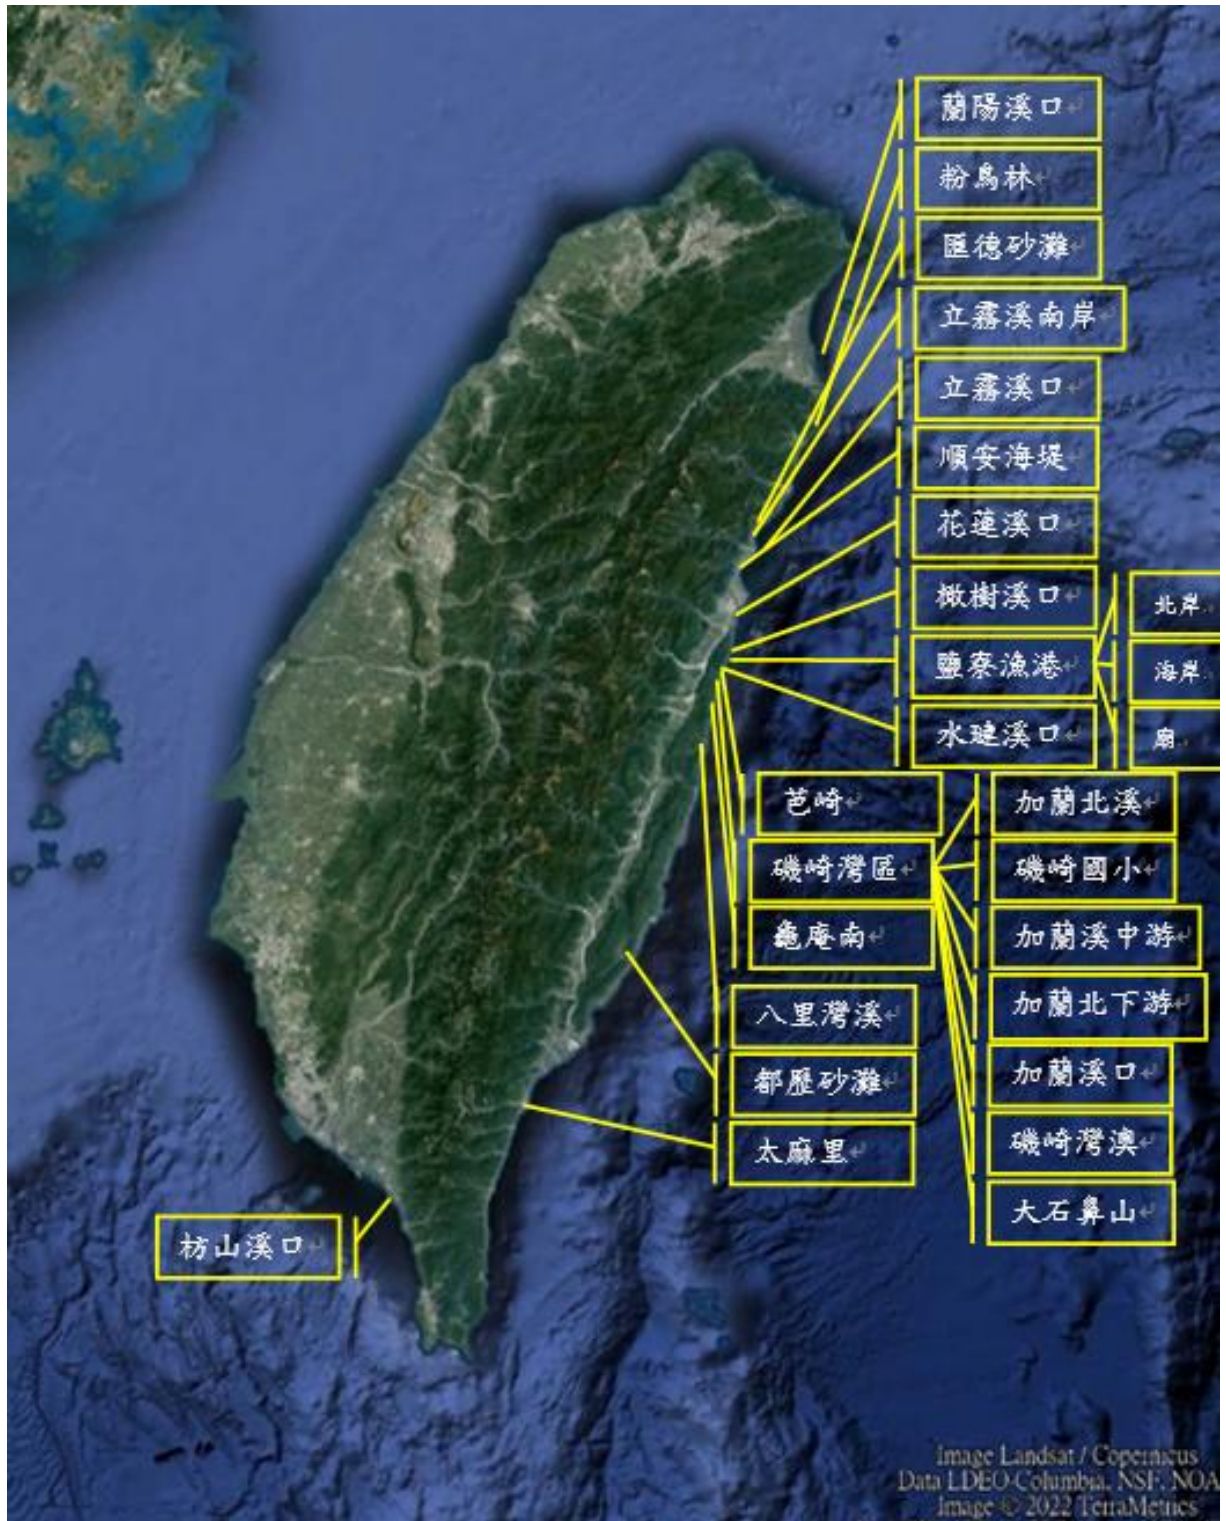 蘭陽溪口
粉鳥林
匯德砂灘
立霧溪南岸
立霧溪口
順安海堤
花蓮溪口
橄樹溪口
北岸
鹽寮漁港
海岸
水璉溪口
廟
芭崎
加蘭北溪
磯崎灣區
磯崎國小
龜庵南
加蘭溪中游
八里灣溪
加蘭北下游
都歷砂灘
加蘭溪口
太麻里
磯崎灣澳
大石鼻山
枋山溪口
Image Landsat / Copernicus
Data LDEO-Columbia, NSF, NOA
Image © 2022 TerraMetrics